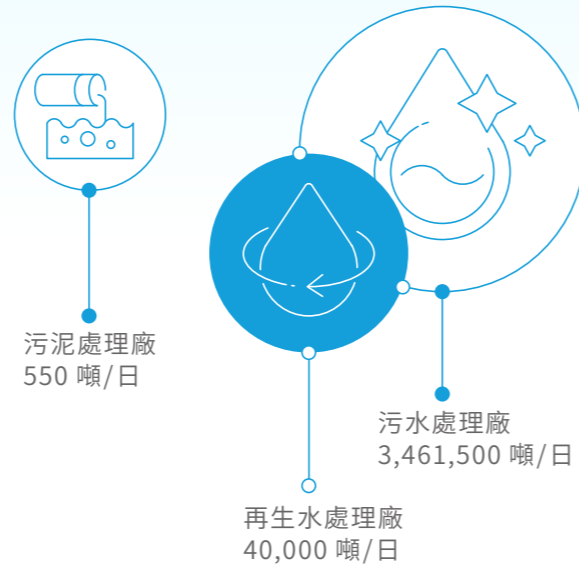 污泥處理廠
550 噸/日
污水處理廠
3,461,500 噸/日
再生水處理廠
40,000 噸/日